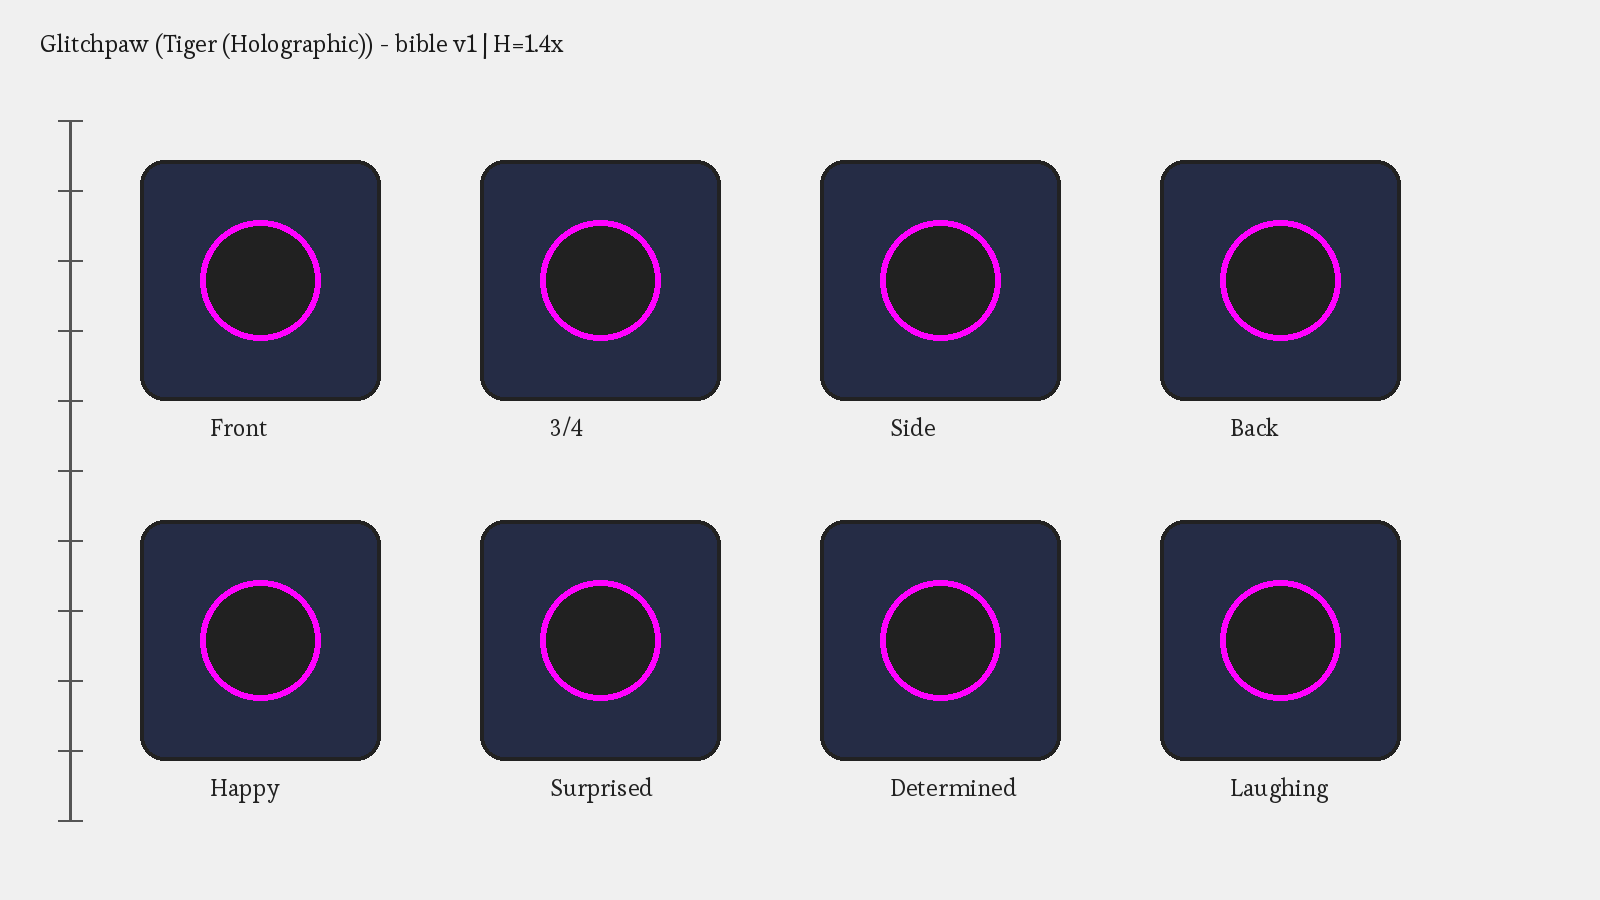 Glitchpaw (Tiger (Holographic)) - bible v1 | H=1.4x
Front
3/4
Side
Back
Happy
Surprised
Determined
Laughing